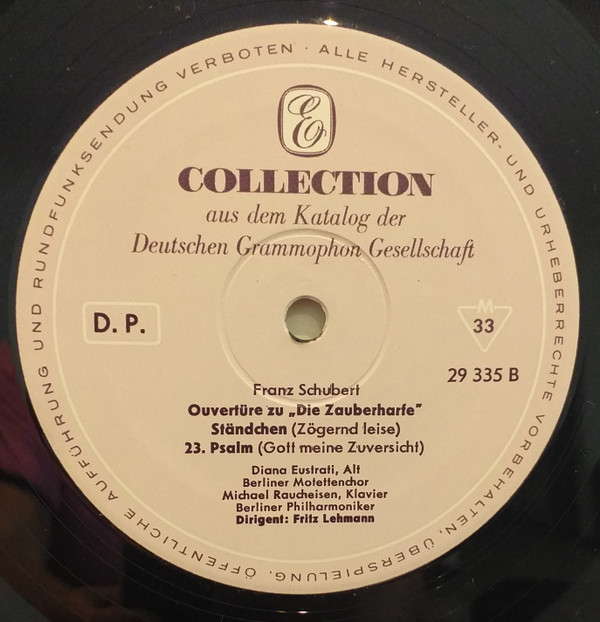 ALLE HERSTELLER- UND URHEBERRECHTE VORBEHALTEN. ÜBERSPIELUNG, ÖFFENTLICHE AUFFÜHRUNG UND RUNDFUNKSENDUNG VERBOTEN ·
E
COLLECTION
aus dem Katalog der
Deutschen Grammophon Gesellschaft
D. P.
M
33
29 335 B
Franz Schubert
Ouvertüre zu „Die Zauberharfe”
Ständchen (Zögernd leise)
23. Psalm (Gott meine Zuversicht)
Diana Eustrati, Alt
Berliner Motettenchor
Michael Raucheisen, Klavier
Berliner Philharmoniker
Dirigent: Fritz Lehmann